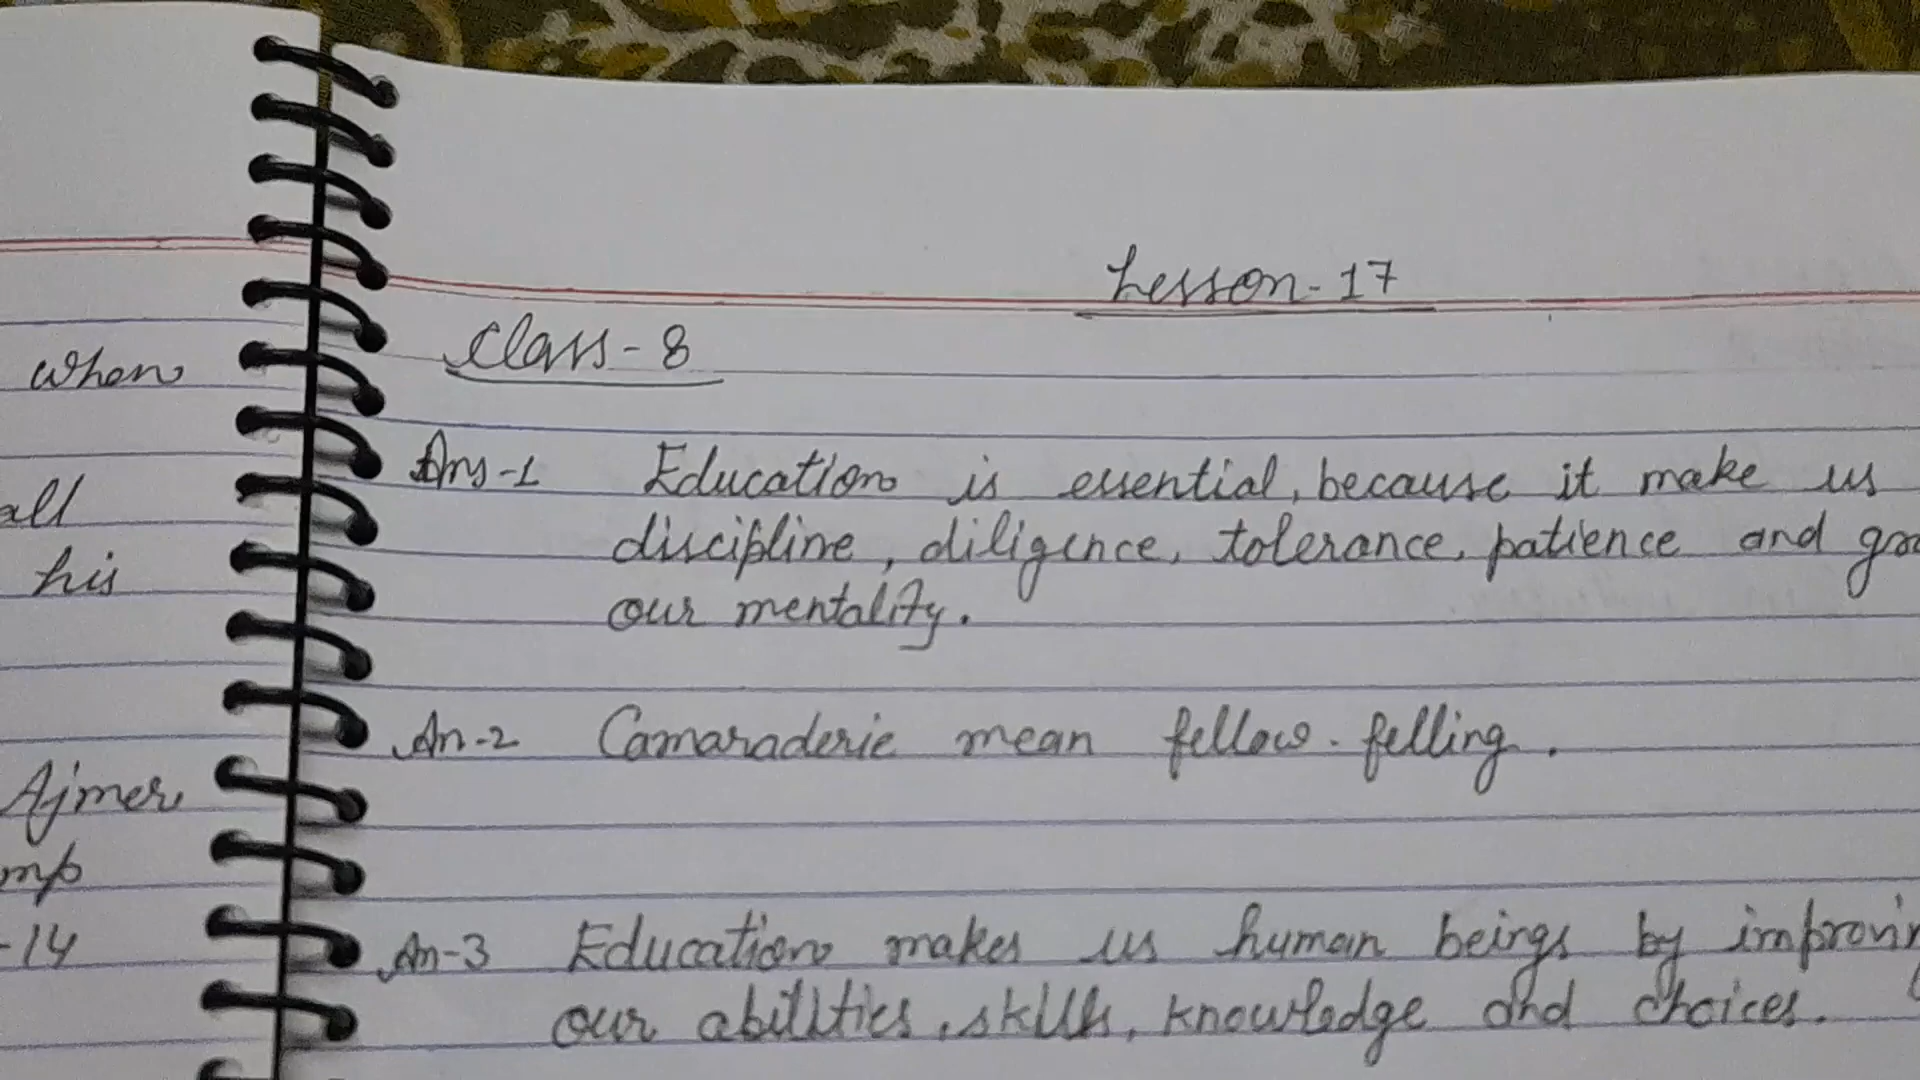 when
all
his
Ajmer
-14
Lesson-17
Class-8
Ans-1 Education is essential, because it make us
discipline, diligence, tolerance, patience and
our mentality.
An-2 Camaraderie mean fellow-felling.
An-3 Education makes us human beings by
our abilities, skills, knowledge and choices.